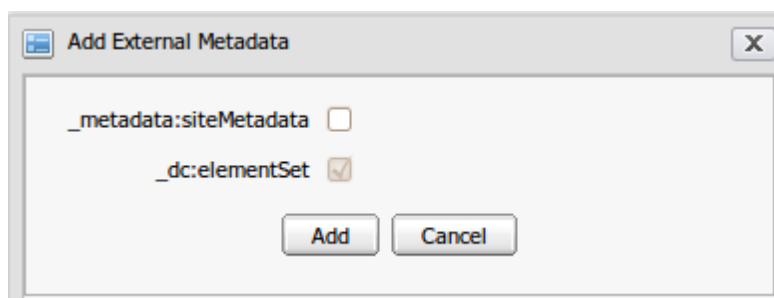 Add External Metadata
_metadata:siteMetadata
_dc:elementSet
Add Cancel